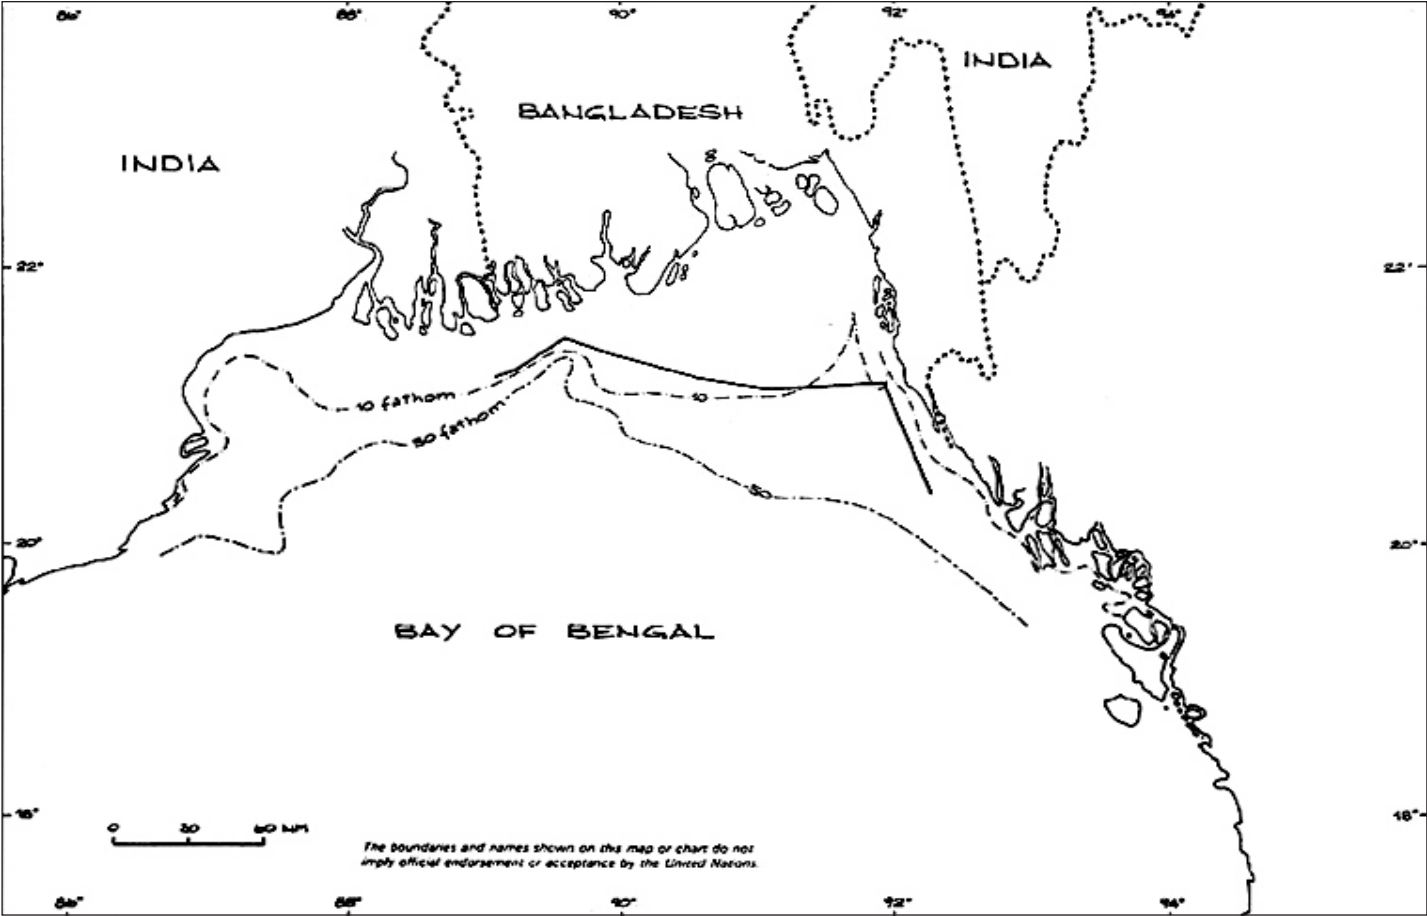 86° 88° 90° 92° 94°
INDIA
BANGLADESH
8
INDIA
22° 22°
8
10 fathom
10
50 fathom
50
20° 20°
BAY OF BENGAL
18° 18°
0 30 60 NM
The boundaries and names shown on this map or chart do not
imply official endorsement or acceptance by the United Nations.
86° 88° 90° 92° 94°